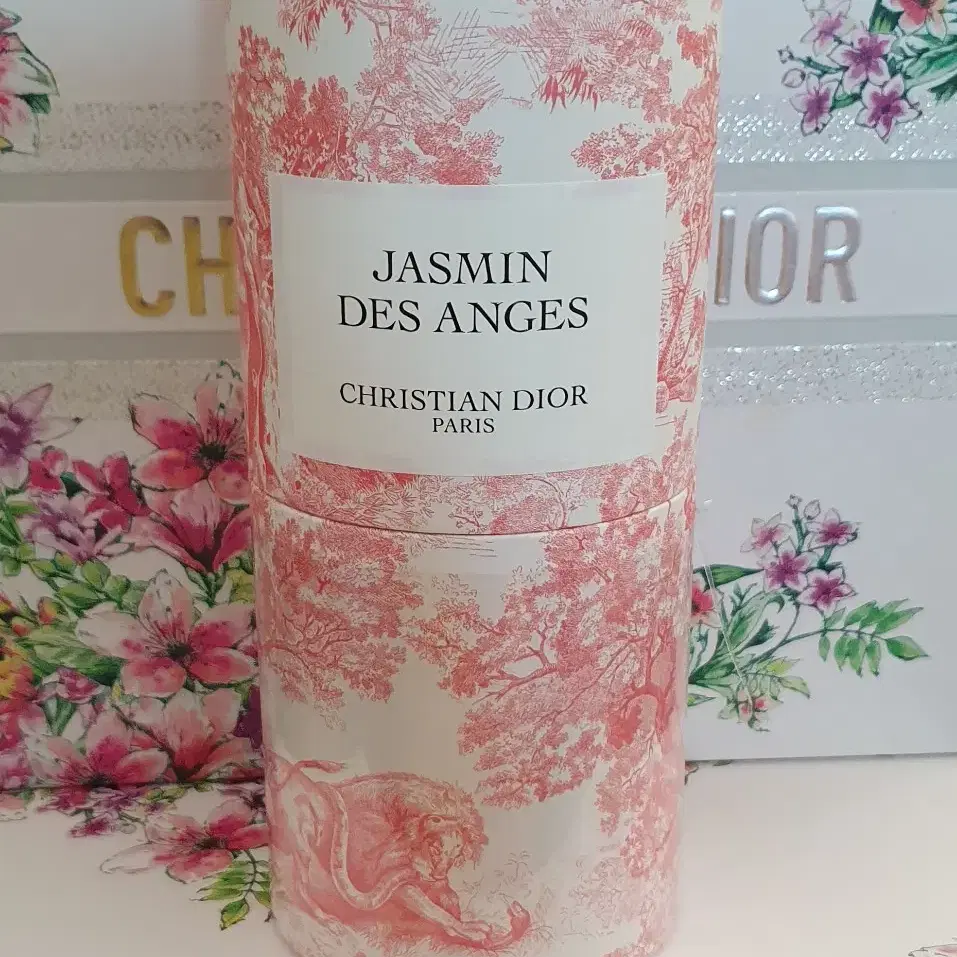 JASMIN
DES ANGES
CHRISTIAN DIOR
PARIS
CH
IOR